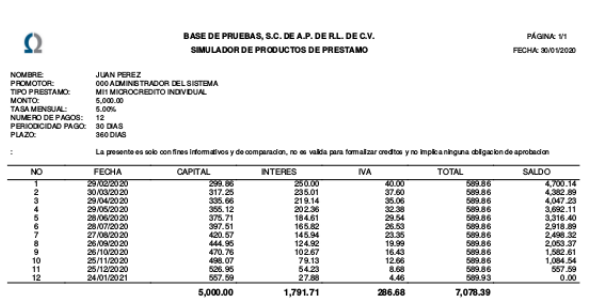 BASE DE PRUEBAS, S.C. DE A.P. DE R.L. DE C.V. PÁGINA: 1/1
SIMULADOR DE PRODUCTOS DE PRESTAMO FECHA: 30/01/2020
NOMBRE: JUAN PEREZ
PROMOTOR: 000 ADMINISTRADOR DEL SISTEMA
TIPO PRESTAMO: MI1 MICROCREDITO INDIVIDUAL
MONTO: 5,000.00
TASA MENSUAL: 5.00%
NUMERO DE PAGOS: 12
PERIODICIDAD PAGO: 30 DIAS
PLAZO: 360 DIAS
: La presente es solo con fines informativos y de comparacion, no es valida para formalizar creditos y no implica ninguna obligacion de aprobacion
NO FECHA CAPITAL INTERES IVA TOTAL SALDO
1 29/02/2020 299.86 250.00 40.00 589.86 4,700.14
2 30/03/2020 317.25 235.01 37.60 589.86 4,382.89
3 29/04/2020 335.66 219.14 35.06 589.86 4,047.23
4 29/05/2020 355.12 202.36 32.38 589.86 3,692.11
5 28/06/2020 375.71 184.61 29.54 589.86 3,316.40
6 28/07/2020 397.51 165.82 26.53 589.86 2,918.89
7 27/08/2020 420.57 145.94 23.35 589.86 2,498.32
8 26/09/2020 444.95 124.92 19.99 589.86 2,053.37
9 26/10/2020 470.76 102.67 16.43 589.86 1,582.61
10 25/11/2020 498.07 79.13 12.66 589.86 1,084.54
11 25/12/2020 526.95 54.23 8.68 589.86 557.59
12 24/01/2021 557.59 27.88 4.46 589.93 0.00
5,000.00 1,791.71 286.68 7,078.39